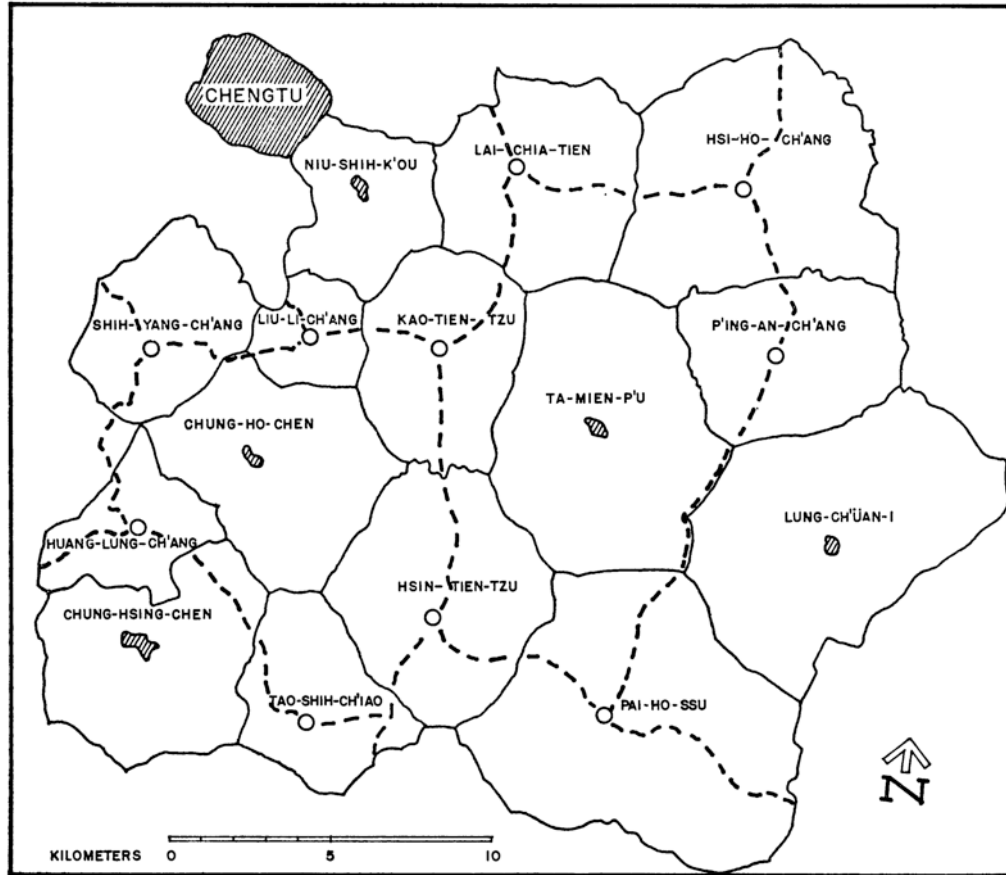 CHENGTU
LAI-CHIA-TIEN
HSI-HO-CH'ANG
NIU-SHIH-K'OU
SHIH-YANG-CH'ANG
LIU-LI-CH'ANG
KAO-TIEN-TZU
P'ING-AN-CH'ANG
TA-MIEN-P'U
CHUNG-HO-CHEN
LUNG-CH'ÜAN-I
HUANG-LUNG-CH'ANG
HSIN-TIEN-TZU
CHUNG-HSING-CHEN
TAO-SHIH-CH'IAO
PAI-HO-SSU
N
KILOMETERS 0 5 10